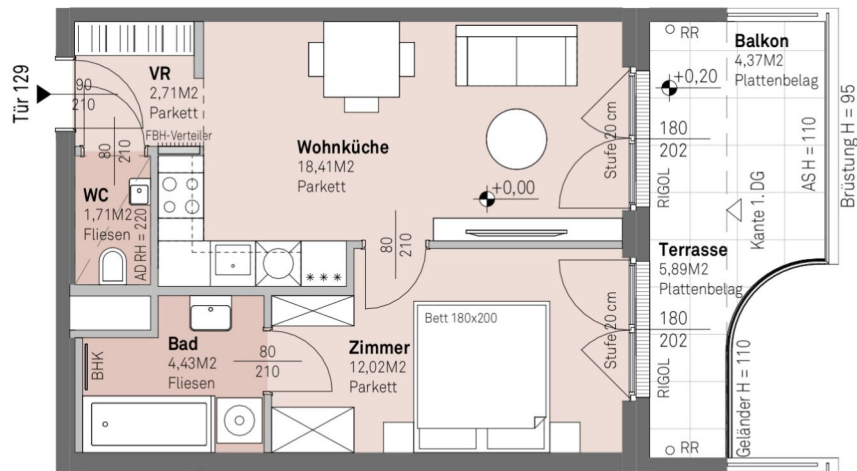 Tür 129
90
210
VR
2,71M2
Parkett
FBH-Verteiler
80
210
WC
1,71M2
Fliesen
ADRH = 220
Wohnküche
18,41M2
Parkett
+0,00
80
210
***
Stufe 20 cm
RIGOL
180
202
RR
+0,20
Balkon
4,37M2
Plattenbelag
ASH = 110
Brüstung H = 95
Kante 1. DG
Terrasse
5,89M2
Plattenbelag
Bad
4,43M2
Fliesen
BHK
80
210
Zimmer
12,02M2
Parkett
Bett 180x200
Stufe 20 cm
RIGOL
180
202
Geländer H = 110
RR